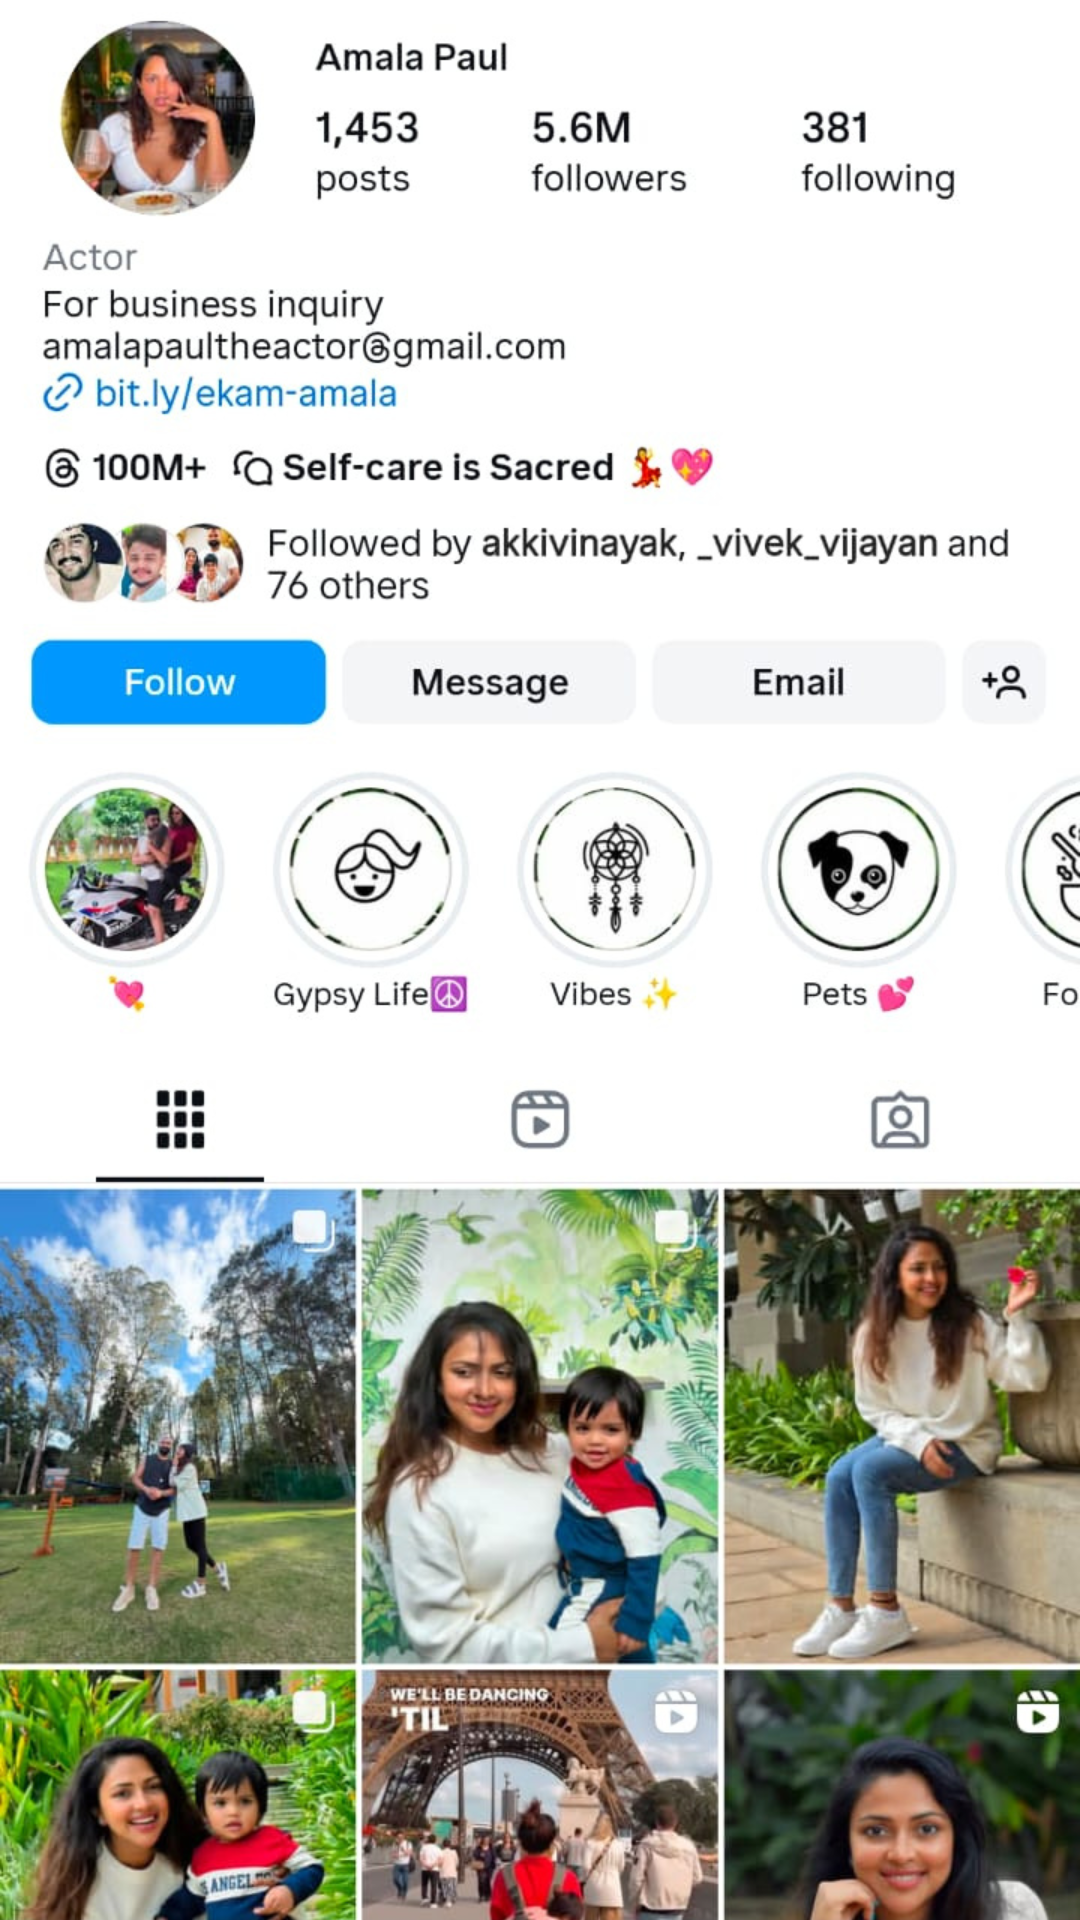 Amala Paul
1,453 5.6M 381
posts followers following
Actor
For business inquiry
amalapaultheactor@gmail.com
bit.ly/ekam-amala
100M+ Self-care is Sacred 💃💖
Followed by akkivinayak, _vivek_vijayan and
76 others
Follow Message Email
💘 Gypsy Life☮️ Vibes ✨ Pets 💕 Fo
WE'LL BE DANCING
'TIL
ANGEL